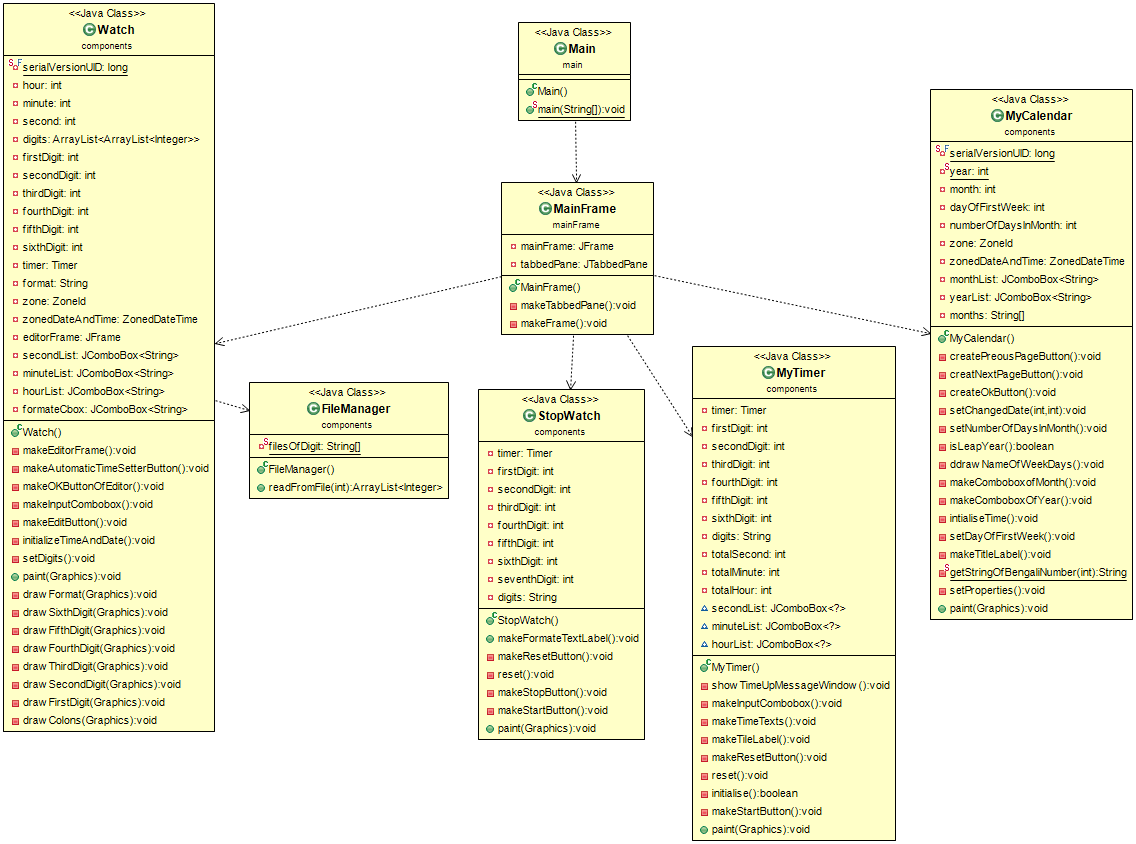 <<Java Class>>
Watch
components
serialVersionUID: long
hour: int
minute: int
second: int
digits: ArrayList<ArrayList<Integer>>
firstDigit: int
secondDigit: int
thirdDigit: int
fourthDigit: int
fifthDigit: int
sixthDigit: int
timer: Timer
format: String
zone: ZoneId
zonedDateAndTime: ZonedDateTime
editorFrame: JFrame
secondList: JComboBox<String>
minuteList: JComboBox<String>
hourList: JComboBox<String>
formateCbox: JComboBox<String>
Watch()
makeEditorFrame():void
makeAutomaticTimeSetterButton():void
makeOKButtonOfEditor():void
makeInputCombobox():void
makeEditButton():void
initializeTimeAndDate():void
setDigits():void
paint(Graphics):void
draw Format(Graphics):void
draw SixthDigit(Graphics):void
draw FifthDigit(Graphics):void
draw FourthDigit(Graphics):void
draw ThirdDigit(Graphics):void
draw SecondDigit(Graphics):void
draw FirstDigit(Graphics):void
draw Colons(Graphics):void
<<Java Class>>
FileManager
components
filesOfDigit: String[]
FileManager()
readFromFile(int):ArrayList<Integer>
<<Java Class>>
Main
main
Main()
main(String[]):void
<<Java Class>>
MainFrame
mainFrame
mainFrame: JFrame
tabbedPane: JTabbedPane
MainFrame()
makeTabbedPane():void
makeFrame():void
<<Java Class>>
StopWatch
components
timer: Timer
firstDigit: int
secondDigit: int
thirdDigit: int
fourthDigit: int
fifthDigit: int
sixthDigit: int
seventhDigit: int
digits: String
StopWatch()
makeFormateTextLabel():void
makeResetButton():void
reset():void
makeStopButton():void
makeStartButton():void
paint(Graphics):void
<<Java Class>>
MyTimer
components
timer: Timer
firstDigit: int
secondDigit: int
thirdDigit: int
fourthDigit: int
fifthDigit: int
sixthDigit: int
digits: String
totalSecond: int
totalMinute: int
totalHour: int
secondList: JComboBox<?>
minuteList: JComboBox<?>
hourList: JComboBox<?>
MyTimer()
show TimeUpMessageWindow ():void
makeInputCombobox():void
makeTimeTexts():void
makeTileLabel():void
makeResetButton():void
reset():void
initialise():boolean
makeStartButton():void
paint(Graphics):void
<<Java Class>>
MyCalendar
components
serialVersionUID: long
year: int
month: int
dayOfFirstWeek: int
numberOfDaysInMonth: int
zone: ZoneId
zonedDateAndTime: ZonedDateTime
monthList: JComboBox<String>
yearList: JComboBox<String>
months: String[]
MyCalendar()
createPreousPageButton():void
creatNextPageButton():void
createOkButton():void
setChangedDate(int,int):void
setNumberOfDaysInMonth():void
isLeapYear():boolean
ddraw NameOfWeekDays():void
makeComboboxofMonth():void
makeComboboxOfYear():void
intialiseTime():void
setDayOfFirstWeek():void
makeTitleLabel():void
getStringOfBengaliNumber(int):String
setProperties():void
paint(Graphics):void